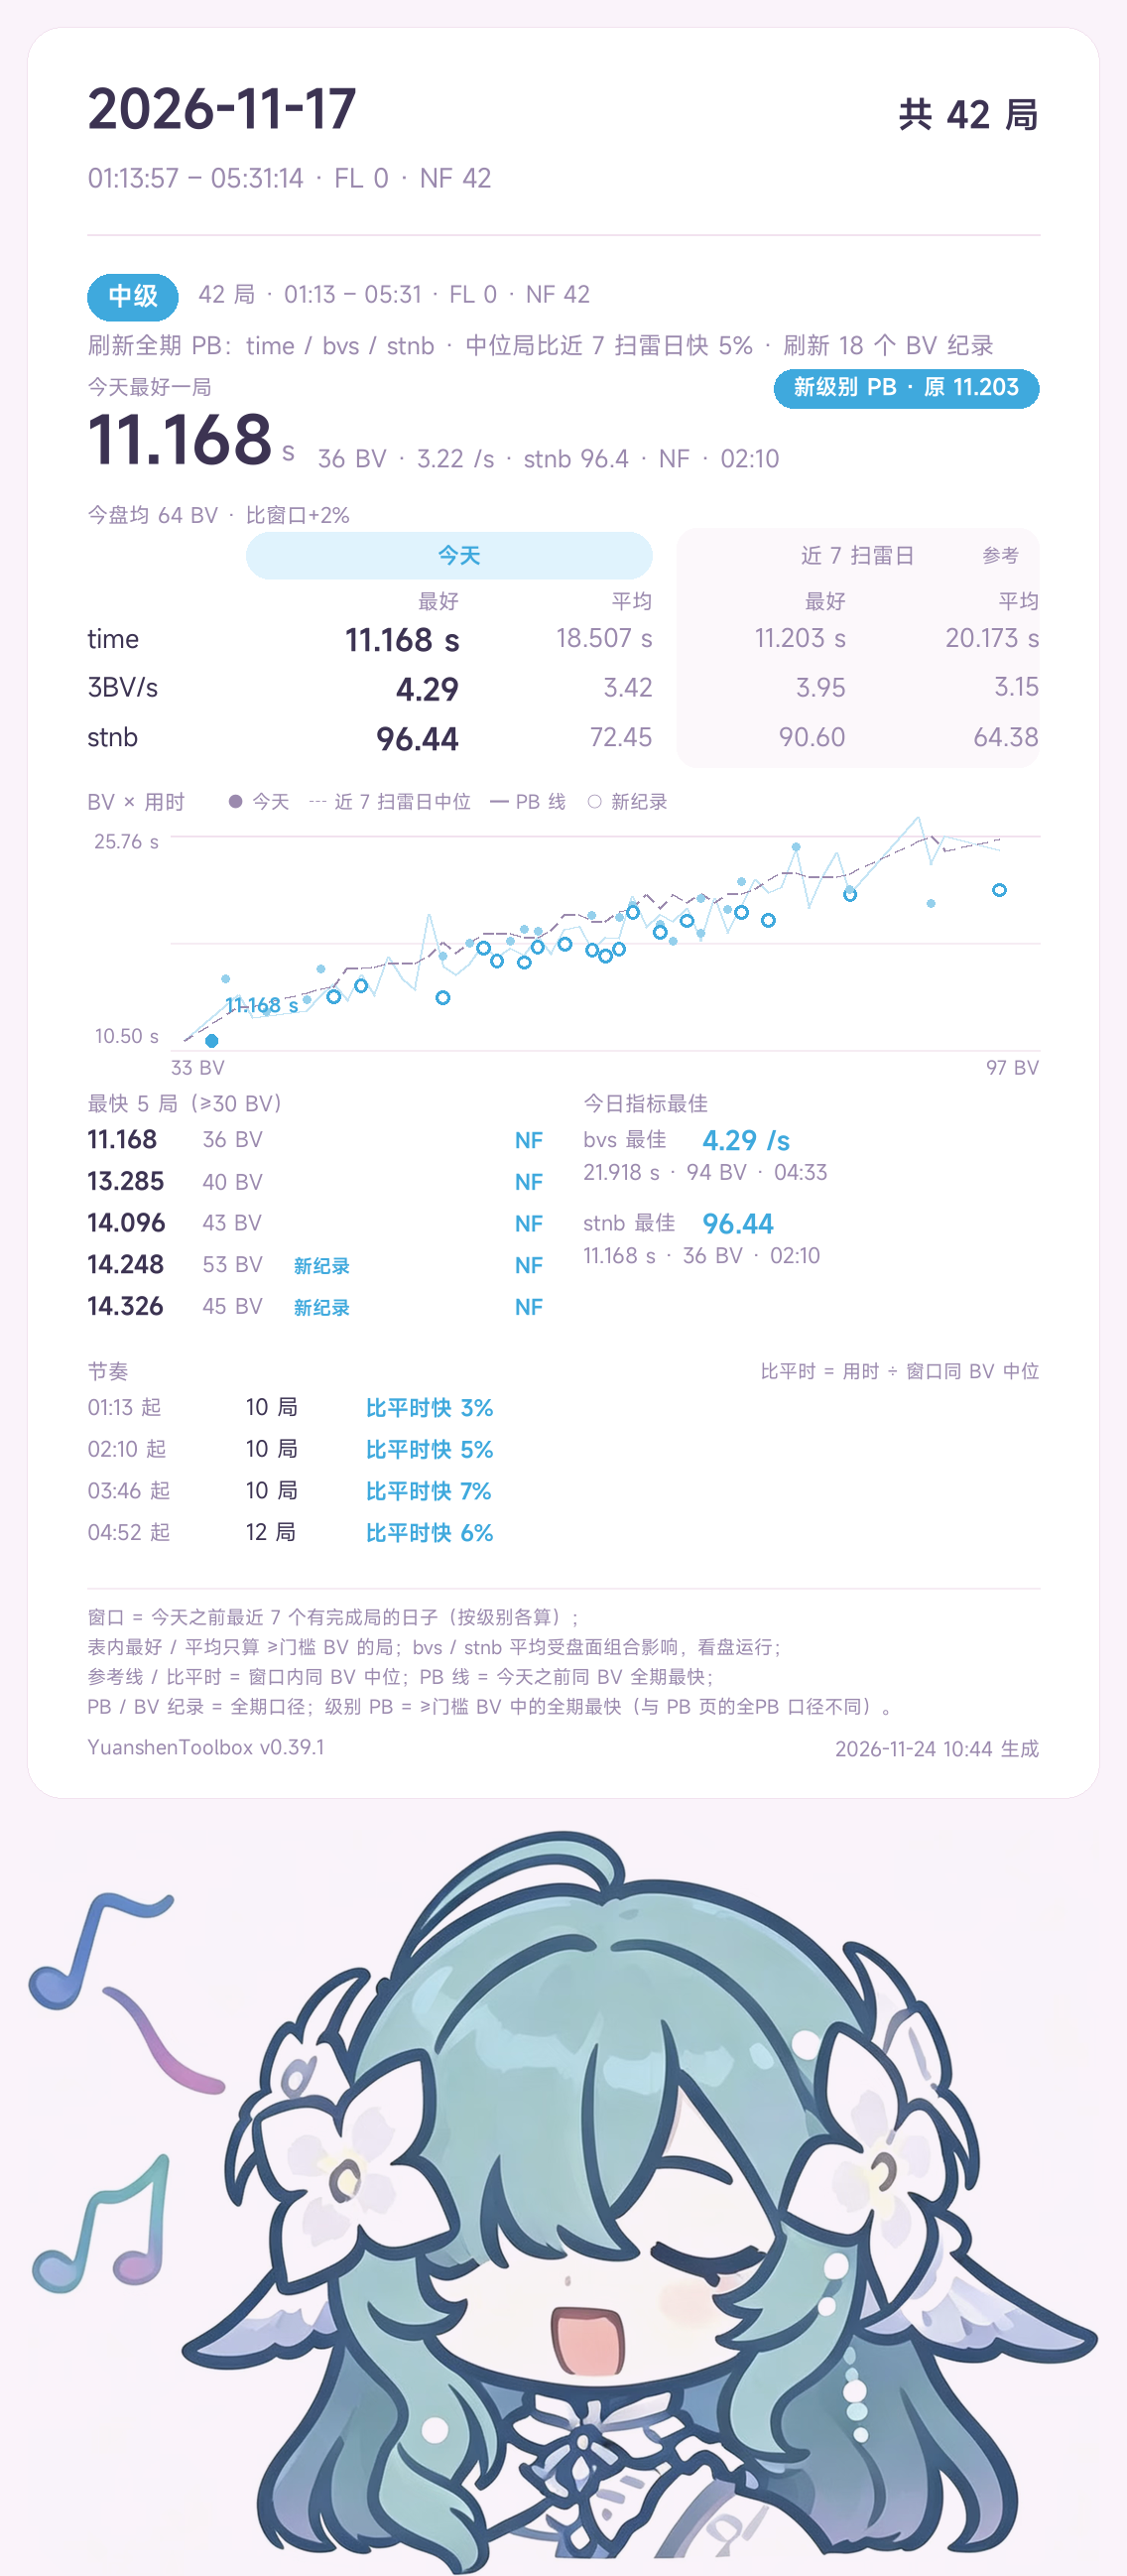 2026-11-17
共 42 局
01:13:57 – 05:31:14 · FL 0 · NF 42
中级 42 局 · 01:13 – 05:31 · FL 0 · NF 42
刷新全期 PB：time / bvs / stnb · 中位局比近 7 扫雷日快 5% · 刷新 18 个 BV 纪录
今天最好一局
新级别 PB · 原 11.203
11.168 s 36 BV · 3.22 /s · stnb 96.4 · NF · 02:10
今盘均 64 BV · 比窗口+2%
今天 近 7 扫雷日 参考
最好 平均 最好 平均
time 11.168 s 18.507 s 11.203 s 20.173 s
3BV/s 4.29 3.42 3.95 3.15
stnb 96.44 72.45 90.60 64.38
BV × 用时 今天 近 7 扫雷日中位 PB 线 新纪录
25.76 s
11.168 s
10.50 s
33 BV 97 BV
最快 5 局（≥30 BV）
11.168 36 BV NF
13.285 40 BV NF
14.096 43 BV NF
14.248 53 BV 新纪录 NF
14.326 45 BV 新纪录 NF
今日指标最佳
bvs 最佳 4.29 /s
21.918 s · 94 BV · 04:33
stnb 最佳 96.44
11.168 s · 36 BV · 02:10
节奏 比平时 = 用时 ÷ 窗口同 BV 中位
01:13 起 10 局 比平时快 3%
02:10 起 10 局 比平时快 5%
03:46 起 10 局 比平时快 7%
04:52 起 12 局 比平时快 6%
窗口 = 今天之前最近 7 个有完成局的日子（按级别各算）；
表内最好 / 平均只算 ≥门槛 BV 的局；bvs / stnb 平均受盘面组合影响，看盘运行；
参考线 / 比平时 = 窗口内同 BV 中位；PB 线 = 今天之前同 BV 全期最快；
PB / BV 纪录 = 全期口径；级别 PB = ≥门槛 BV 中的全期最快（与 PB 页的全PB 口径不同）。
YuanshenToolbox v0.39.1
2026-11-24 10:44 生成